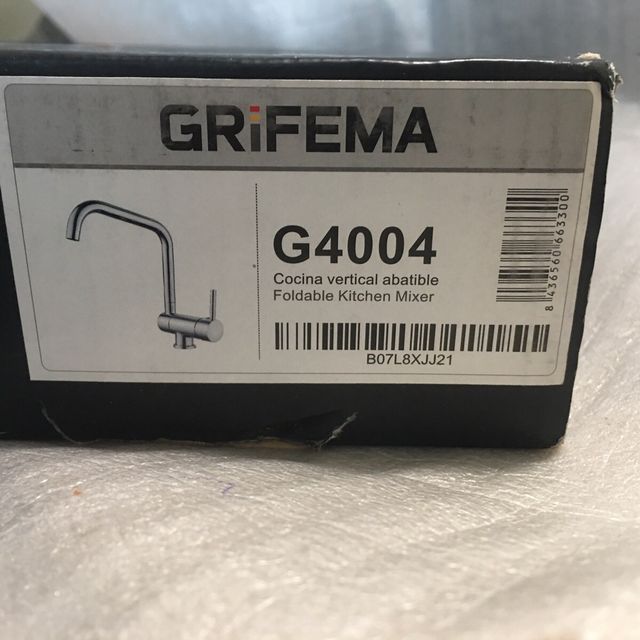 GRiFEMA
G4004
Cocina vertical abatible
Foldable Kitchen Mixer
B07L8XJJ21
8 436560 663300